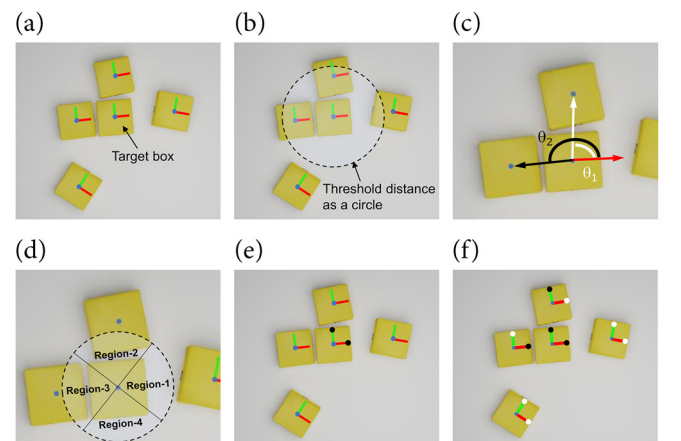 (a)
(b)
(c)
Target box
Threshold distance
as a circle
θ₂
θ₁
(d)
(e)
(f)
Region-2
Region-3
Region-1
Region-4